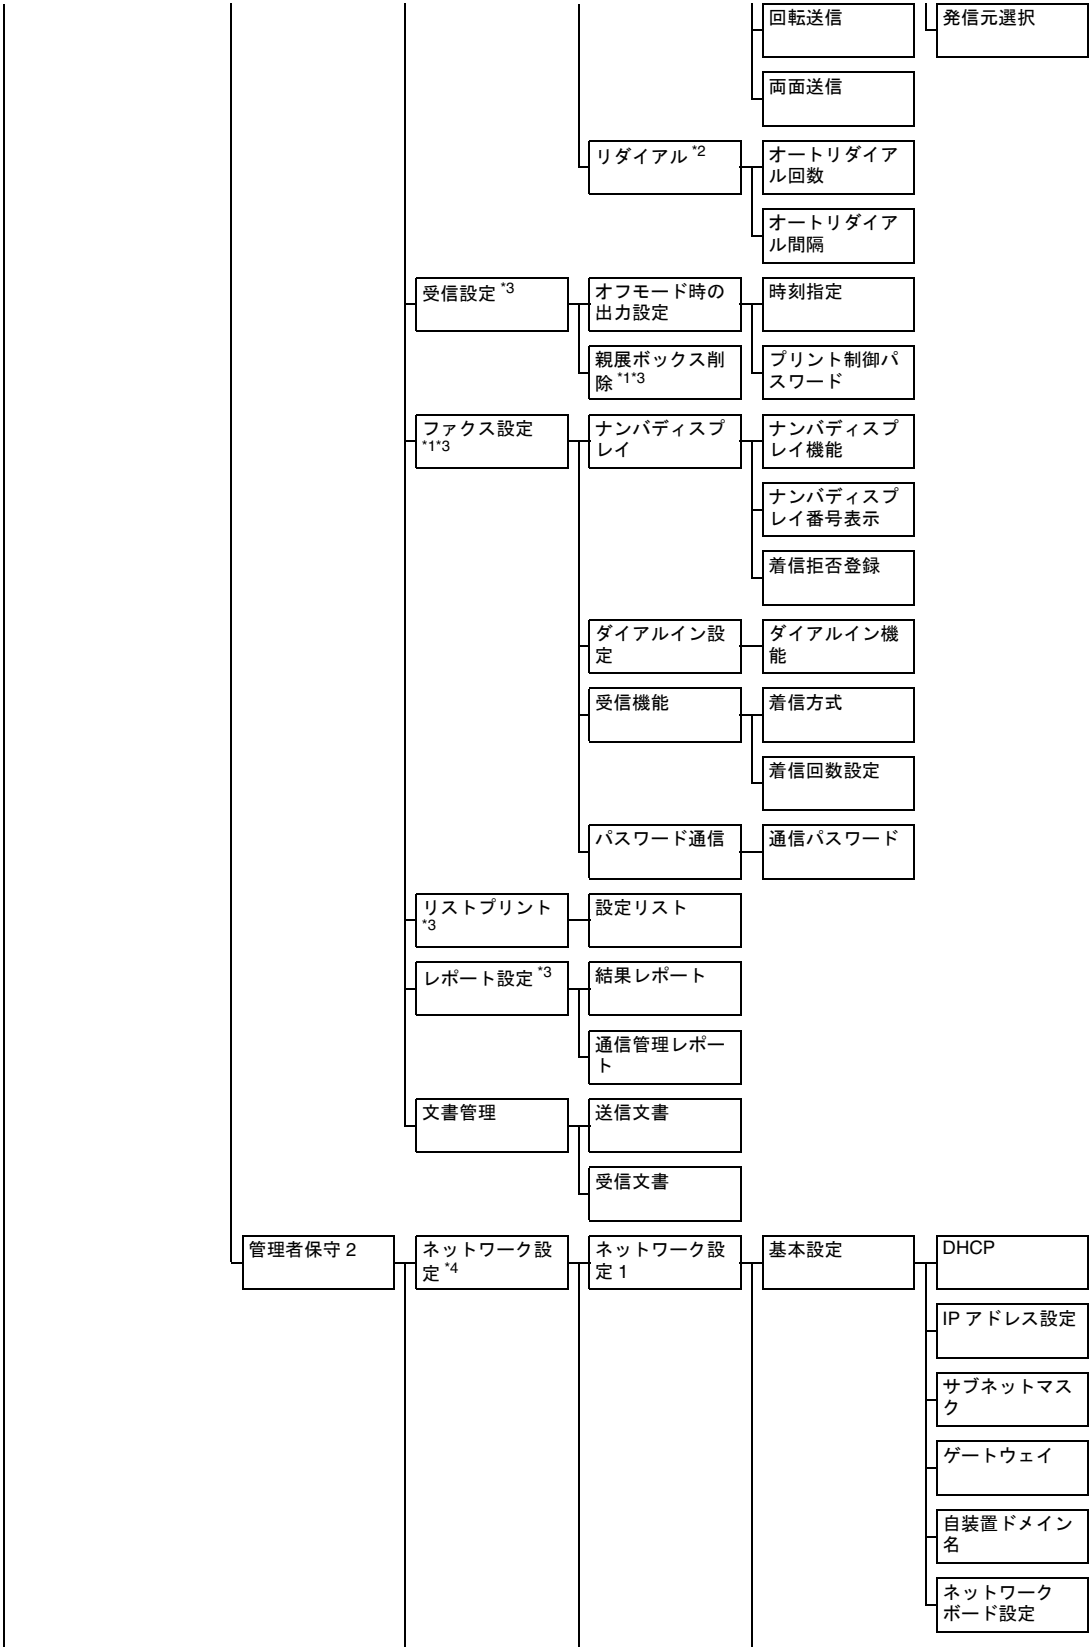 回転送信
発信元選択
両面送信
リダイアル *2
オートリダイア
ル回数
オートリダイア
ル間隔
受信設定 *3
オフモード時の
出力設定
時刻指定
親展ボックス削
除 *1*3
プリント制御パ
スワード
ファクス設定
*1*3
ナンバディスプ
レイ
ナンバディスプ
レイ機能
ナンバディスプ
レイ番号表示
着信拒否登録
ダイアルイン設
定
ダイアルイン機
能
受信機能
着信方式
着信回数設定
パスワード通信
通信パスワード
リストプリント
*3
設定リスト
レポート設定 *3
結果レポート
通信管理レポー
ト
文書管理
送信文書
受信文書
管理者保守 2
ネットワーク設
定 *4
ネットワーク設
定 1
基本設定
DHCP
IP アドレス設定
サブネットマス
ク
ゲートウェイ
自装置ドメイン
名
ネットワーク
ボード設定